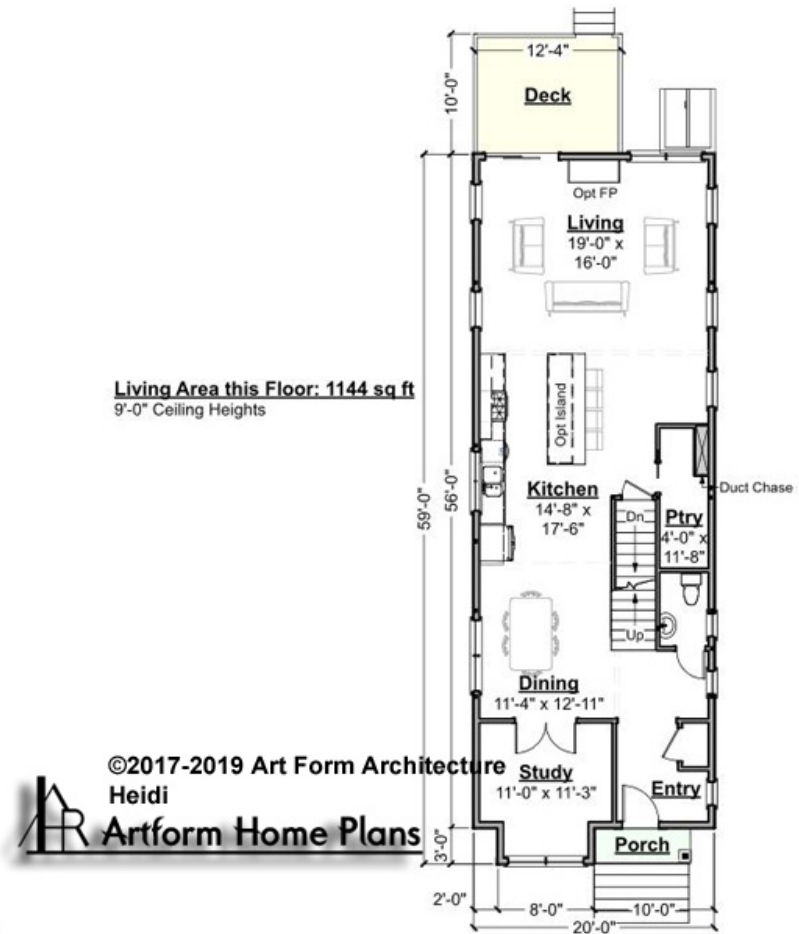 12'-4"
10'-0"
Deck
Opt FP
Living
19'-0" x
16'-0"
Living Area this Floor: 1144 sq ft
9'-0" Ceiling Heights
Opt Island
Duct Chase
Kitchen
14'-8" x
17'-6"
Dn
Ptry
4'-0" x
11'-8"
59'-0"
56'-0"
Up
Dining
11'-4" x 12'-11"
©2017-2019 Art Form Architecture
Heidi
Artform Home Plans
Study
11'-0" x 11'-3"
Entry
3'-0"
Porch
2'-0"
8'-0"
10'-0"
20'-0"